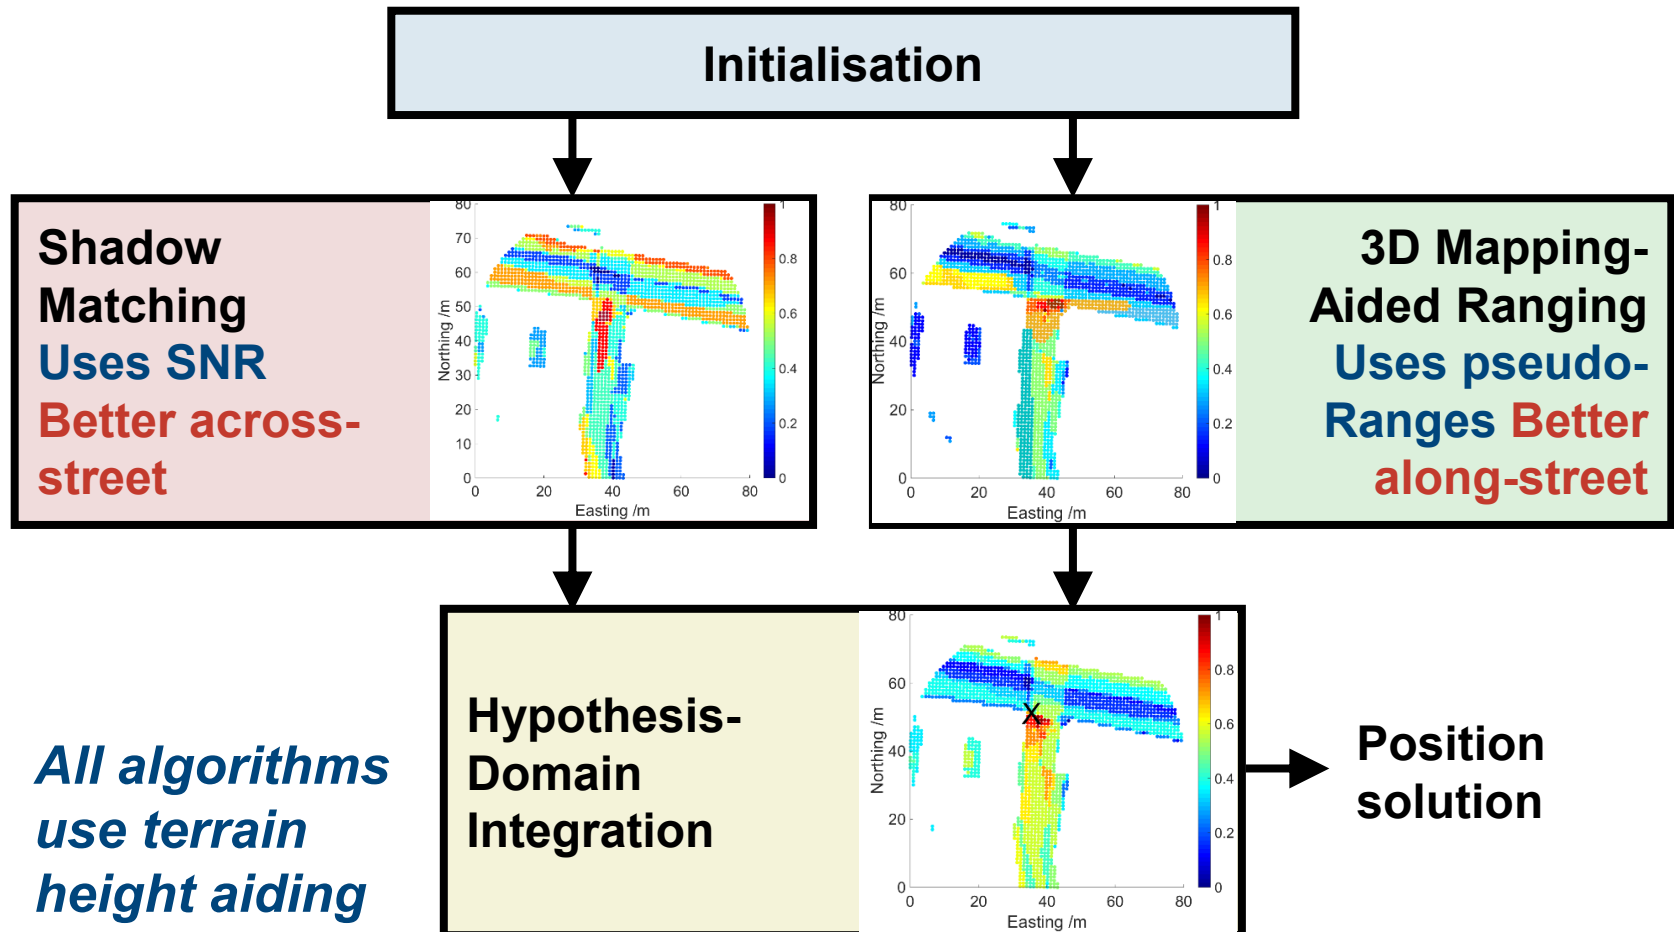 Initialisation
Shadow
Matching
Uses SNR
Better across-
street
80
70
60
50
40
30
20
10
0
0 20 40 60 80
Northing /m
Easting /m
1
0.8
0.6
0.4
0.2
0
80
60
40
20
0
0 20 40 60 80
Northing /m
Easting /m
1
0.8
0.6
0.4
0.2
0
3D Mapping-
Aided Ranging
Uses pseudo-
Ranges Better
along-street
All algorithms
use terrain
height aiding
Hypothesis-
Domain
Integration
80
60
40
20
0
0 20 40 60 80
Northing /m
Easting /m
X
1
0.8
0.6
0.4
0.2
0
Position
solution